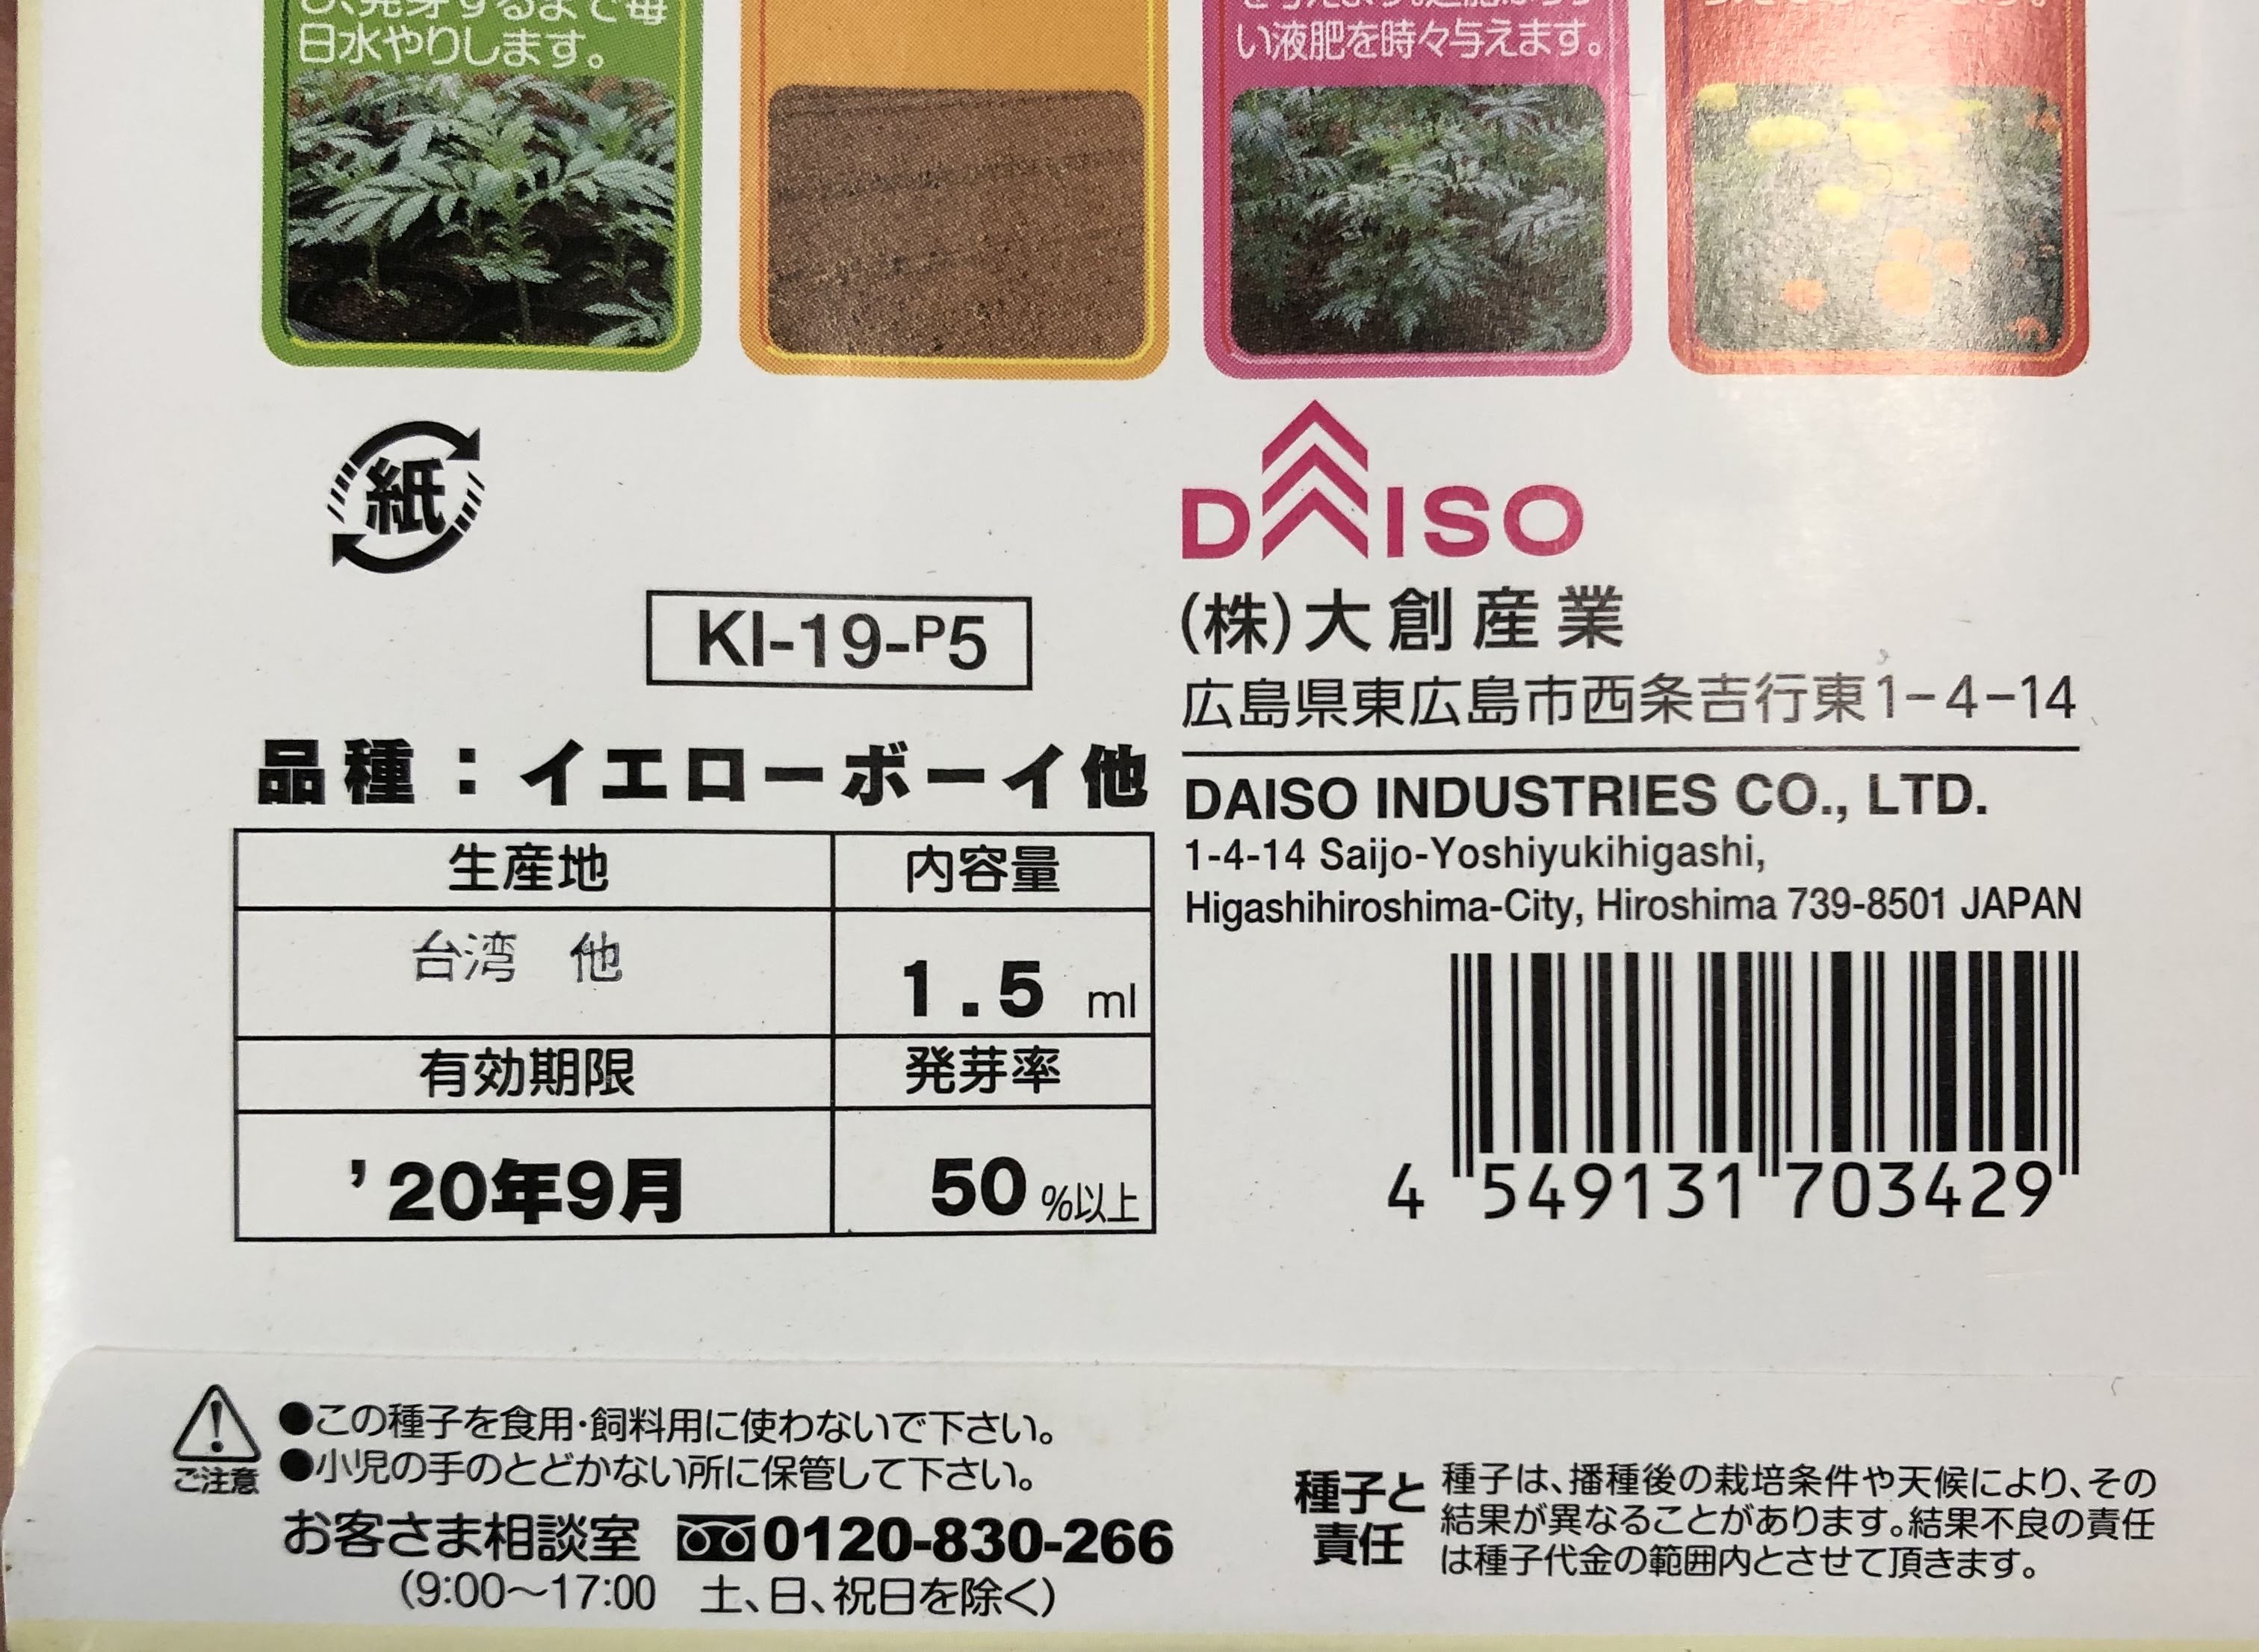 日水やりします。
い液肥を時々与えます。
紙
DAISO
KI-19-P5
(株)大創産業
広島県東広島市西条吉行東1-4-14
品種：イエローボーイ他
DAISO INDUSTRIES CO., LTD.
1-4-14 Saijo-Yoshiyukihigashi,
Higashihiroshima-City, Hiroshima 739-8501 JAPAN
生産地 内容量
台湾 他 1.5 ml
有効期限 発芽率
’20年9月 50%以上
4 549131 703429
ご注意
●この種子を食用・飼料用に使わないで下さい。
●小児の手のとどかない所に保管して下さい。
お客さま相談室 0120-830-266
(9:00～17:00 土、日、祝日を除く)
種子と
責任
種子は、播種後の栽培条件や天候により、その
結果が異なることがあります。結果不良の責任
は種子代金の範囲内とさせて頂きます。